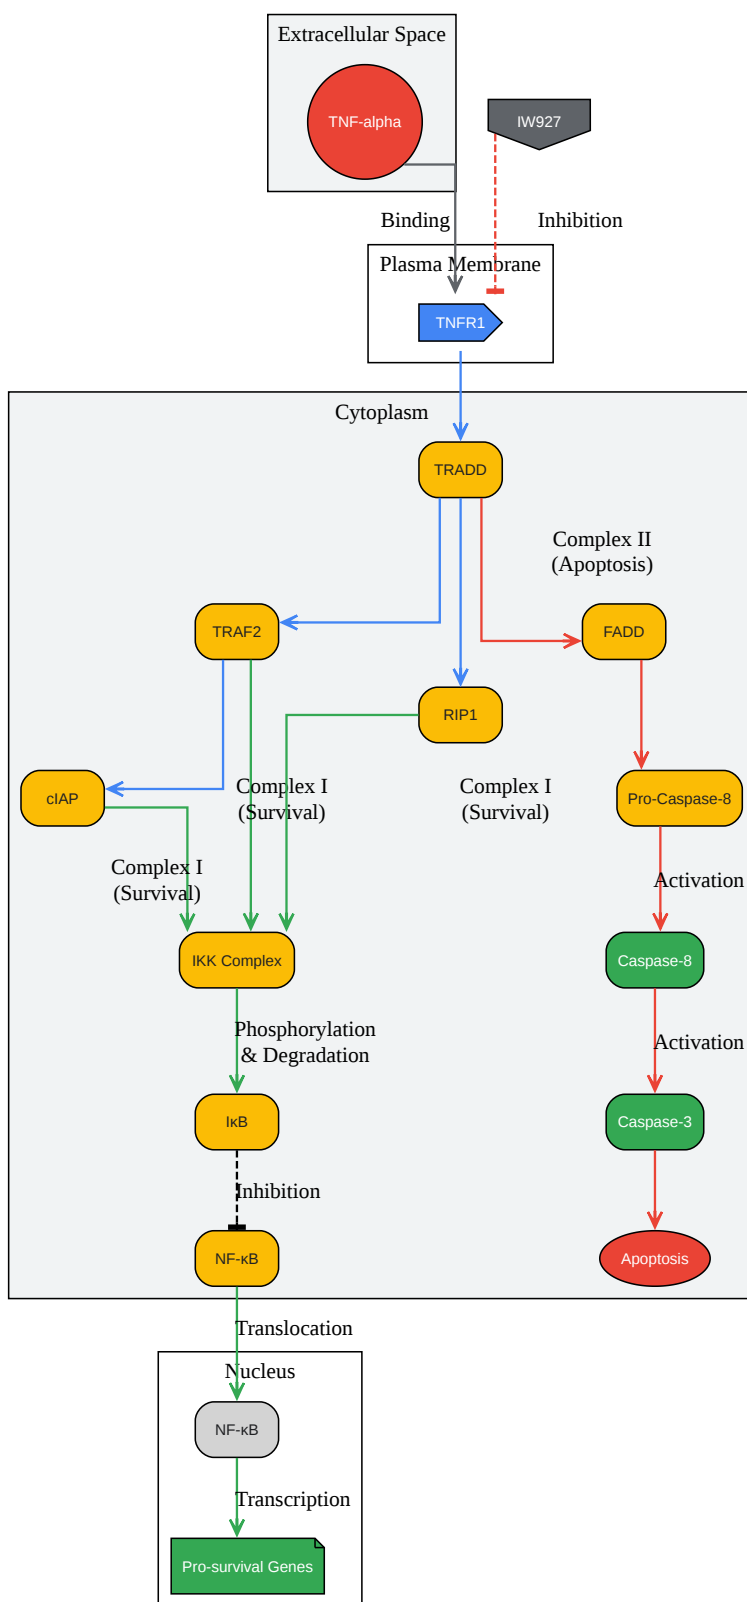 Extracellular Space
TNF-alpha
IW927
Binding
Inhibition
Plasma Membrane
TNFR1
Cytoplasm
TRADD
Complex II
(Apoptosis)
TRAF2
FADD
RIP1
cIAP
Complex I
(Survival)
Complex I
(Survival)
Pro-Caspase-8
Complex I
(Survival)
Activation
IKK Complex
Caspase-8
Phosphorylation
& Degradation
Activation
IκB
Caspase-3
Inhibition
NF-κB
Apoptosis
Translocation
Nucleus
NF-κB
Transcription
Pro-survival Genes